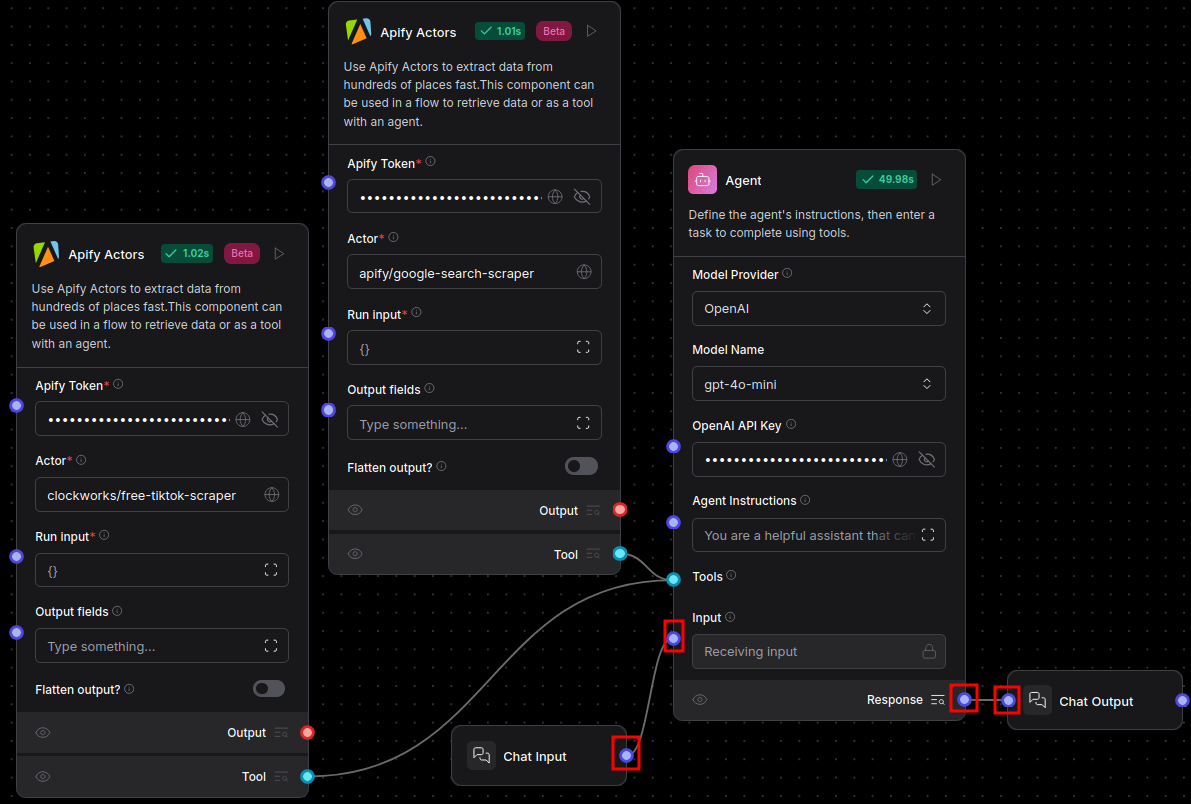 Apify Actors
1.02s
Beta
Use Apify Actors to extract data from
hundreds of places fast.This component can
be used in a flow to retrieve data or as a tool
with an agent.
Apify Token*
••••••••••••••••••••••••••
Actor*
clockworks/free-tiktok-scraper
Run input*
{}
Output fields
Type something...
Flatten output?
Output
Tool
Apify Actors
1.01s
Beta
Use Apify Actors to extract data from
hundreds of places fast.This component can
be used in a flow to retrieve data or as a tool
with an agent.
Apify Token*
••••••••••••••••••••••••••
Actor*
apify/google-search-scraper
Run input*
{}
Output fields
Type something...
Flatten output?
Output
Tool
Chat Input
Agent
49.98s
Define the agent's instructions, then enter a
task to complete using tools.
Model Provider
OpenAI
Model Name
gpt-4o-mini
OpenAI API Key
••••••••••••••••••••••••••
Agent Instructions
You are a helpful assistant that can
Tools
Input
Receiving input
Response
Chat Output